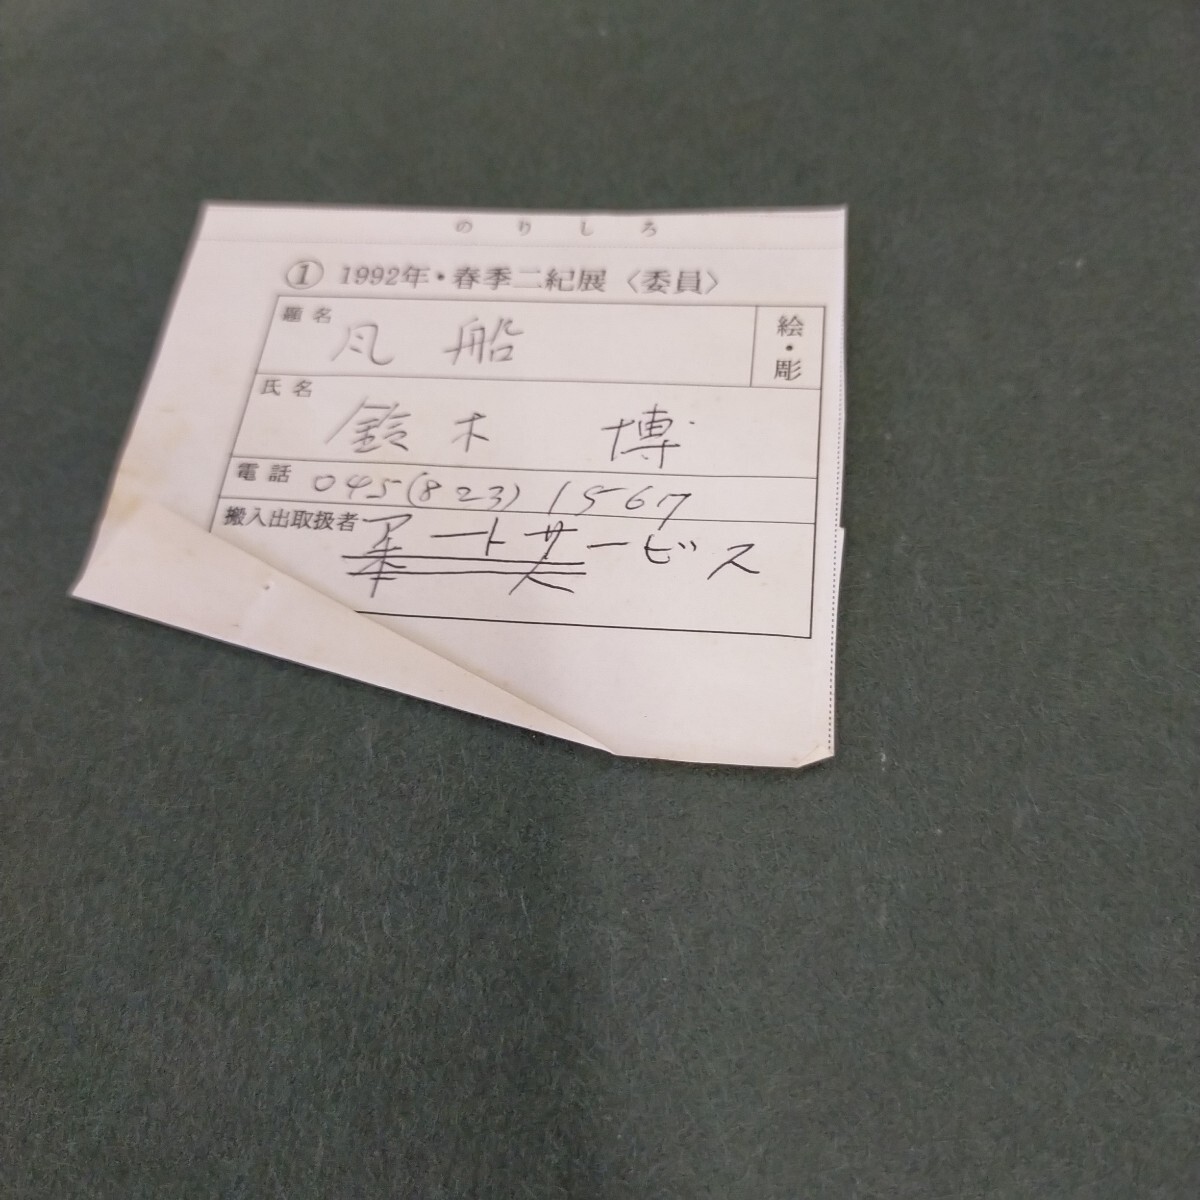 のりしろ
① 1992年・春季二紀展〈委員〉
題名
凡船
絵・彫
氏名
鈴木 博
電話
045(823)1567
搬入出取扱者
アートサービス